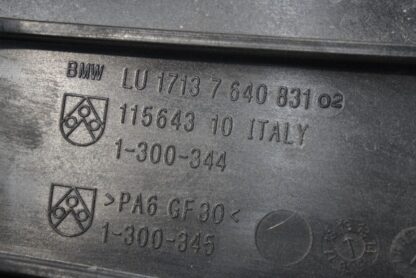 BMW LU 1713 7 640 831 02
115643 10 ITALY
1-300-344
>PA6 GF30<
1-300-345